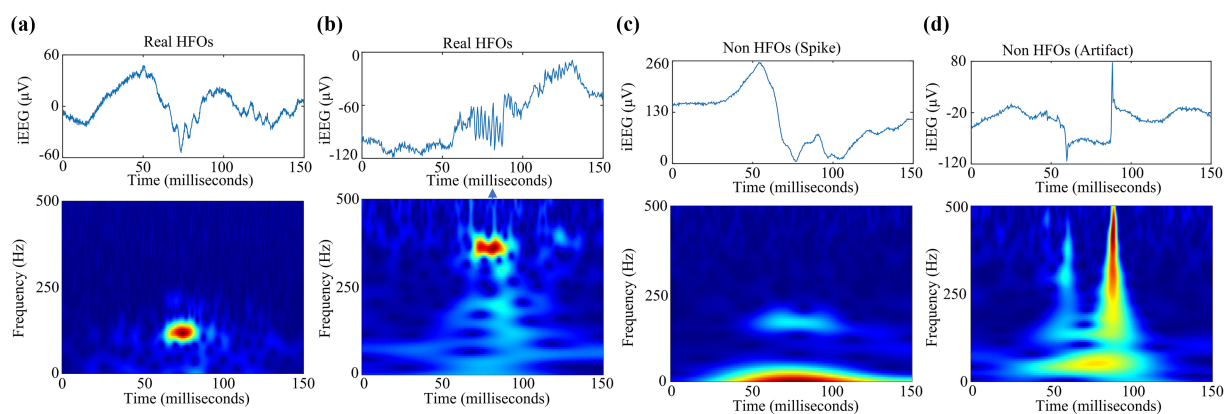 (a)
Real HFOs
60
0
-60
iEEG (μV)
0 50 100 150
Time (milliseconds)
500
250
0
Frequency (Hz)
0 50 100 150
Time (milliseconds)
(b)
Real HFOs
0
-60
-120
iEEG (μV)
0 50 100 150
Time (milliseconds)
500
250
0
Frequency (Hz)
0 50 100 150
Time (milliseconds)
(c)
Non HFOs (Spike)
260
130
0
iEEG (μV)
0 50 100 150
Time (milliseconds)
500
250
0
Frequency (Hz)
0 50 100 150
Time (milliseconds)
(d)
Non HFOs (Artifact)
80
-20
-120
iEEG (μV)
0 50 100 150
Time (milliseconds)
500
250
0
Frequency (Hz)
0 50 100 150
Time (milliseconds)